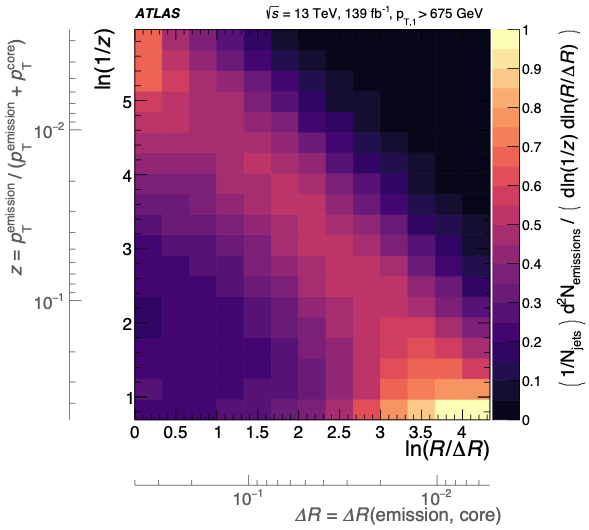 ATLAS √s = 13 TeV, 139 fb⁻¹, p_T,1 > 675 GeV
ln(1/z)
5
4
3
2
1
z = p_T^emission / (p_T^emission + p_T^core)
10⁻²
10⁻¹
0 0.5 1 1.5 2 2.5 3 3.5 4
ln(R/ΔR)
10⁻¹ 10⁻²
ΔR = ΔR(emission, core)
1
0.9
0.8
0.7
0.6
0.5
0.4
0.3
0.2
0.1
0
(1/N_jets) d²N_emissions / (dln(1/z) dln(R/ΔR))